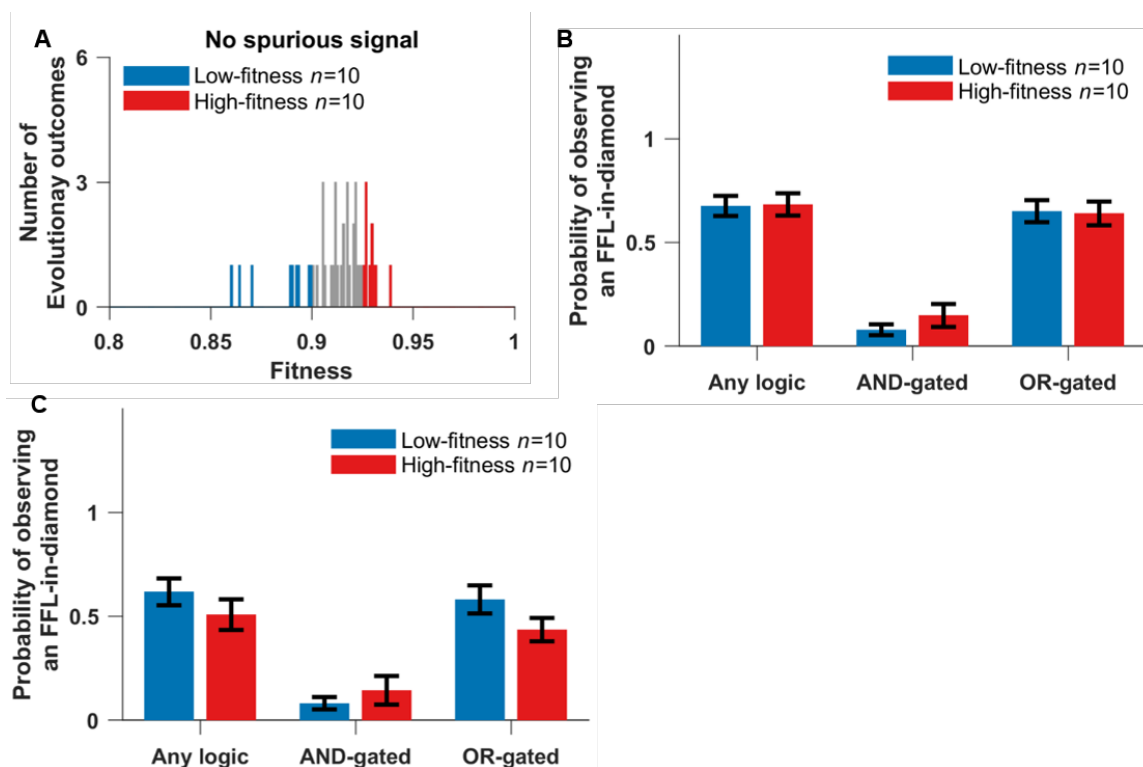 A
No spurious signal
Low-fitness n=10
High-fitness n=10
Number of
Evolutionay outcomes
6
3
0
0.8 0.85 0.9 0.95 1
Fitness
B
Low-fitness n=10
High-fitness n=10
Probability of observing
an FFL-in-diamond
1
0.5
0
Any logic AND-gated OR-gated
C
Low-fitness n=10
High-fitness n=10
Probability of observing
an FFL-in-diamond
1
0.5
0
Any logic AND-gated OR-gated